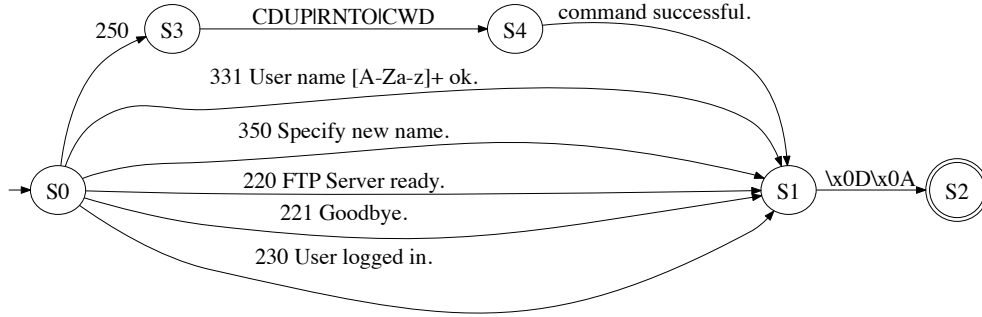 CDUP|RNTO|CWD
command successful.
250
S3
S4
331 User name [A-Za-z]+ ok.
350 Specify new name.
220 FTP Server ready.
\x0D\x0A
S0
S1
S2
221 Goodbye.
230 User logged in.